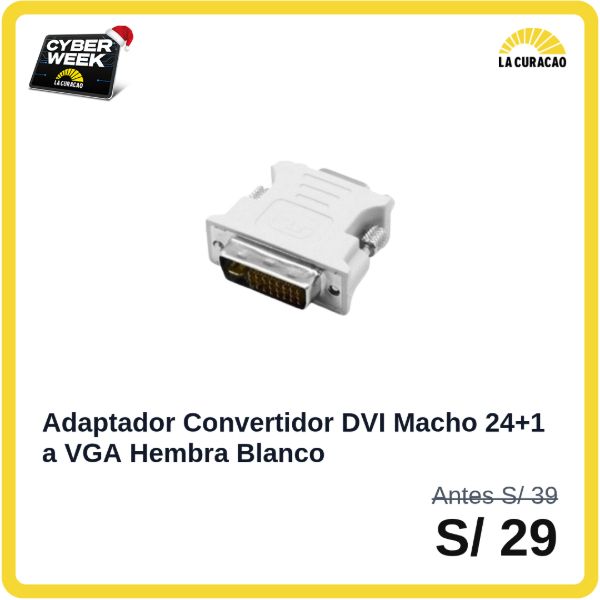 CYBER
WEEK
LA CURACAO
LA CURACAO
Adaptador Convertidor DVI Macho 24+1
a VGA Hembra Blanco
Antes S/ 39
S/ 29